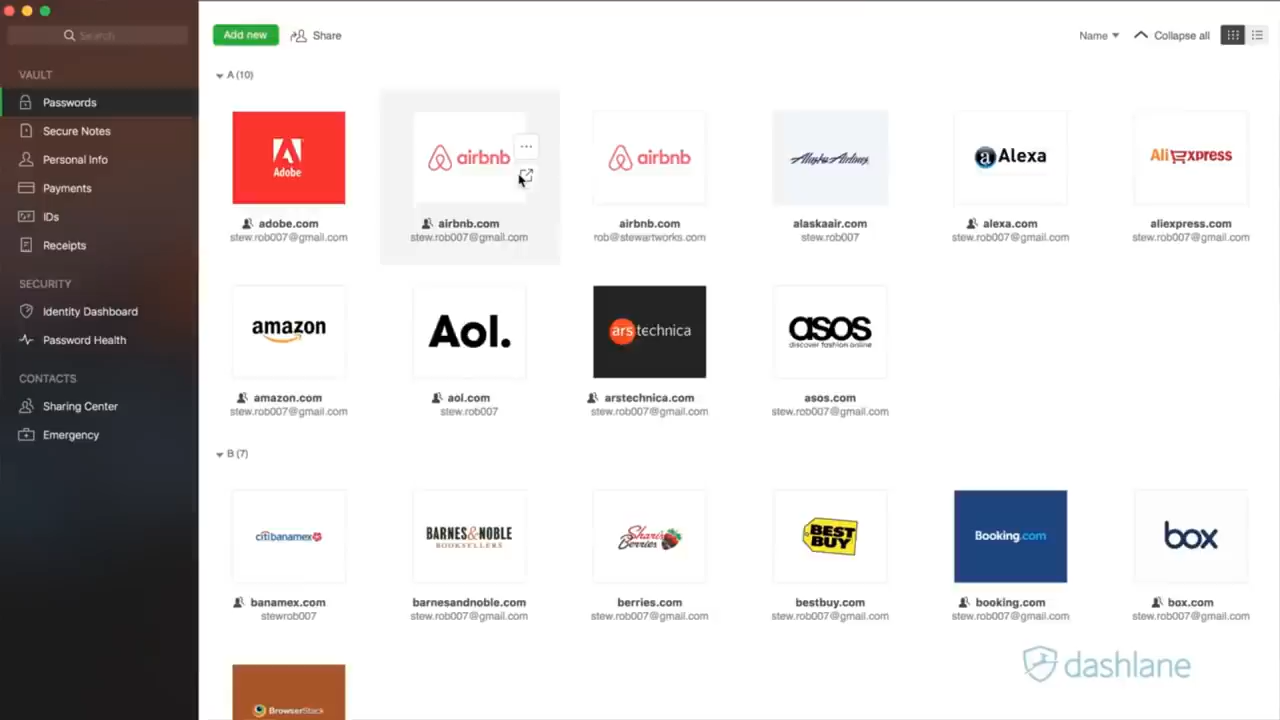 Search
Add new
Share
Name
Collapse all
VAULT
Passwords
Secure Notes
Personal Info
Payments
IDs
Receipts
SECURITY
Identity Dashboard
Password Health
CONTACTS
Sharing Center
Emergency
A (10)
Adobe
airbnb
airbnb
Alaska Airlines
a Alexa
AliExpress
adobe.com
airbnb.com
airbnb.com
alaskaair.com
alexa.com
aliexpress.com
stew.rob007@gmail.com
stew.rob007@gmail.com
rob@stewartworks.com
stew.rob007
stew.rob007@gmail.com
stew.rob007@gmail.com
amazon
Aol.
ars technica
asos
discover fashion online
amazon.com
aol.com
arstechnica.com
asos.com
stew.rob007@gmail.com
stew.rob007
stew.rob007@gmail.com
stew.rob007@gmail.com
B (7)
citibanamex
BARNES&NOBLE
BOOKSELLERS
Shari's
Berries
BEST
BUY
Booking.com
box
banamex.com
barnesandnoble.com
berries.com
bestbuy.com
booking.com
box.com
stewrob007
stew.rob007@gmail.com
stew.rob007@gmail.com
stew.rob007@gmail.com
stew.rob007@gmail.com
stew.rob007@gmail.com
BrowserStack
dashlane